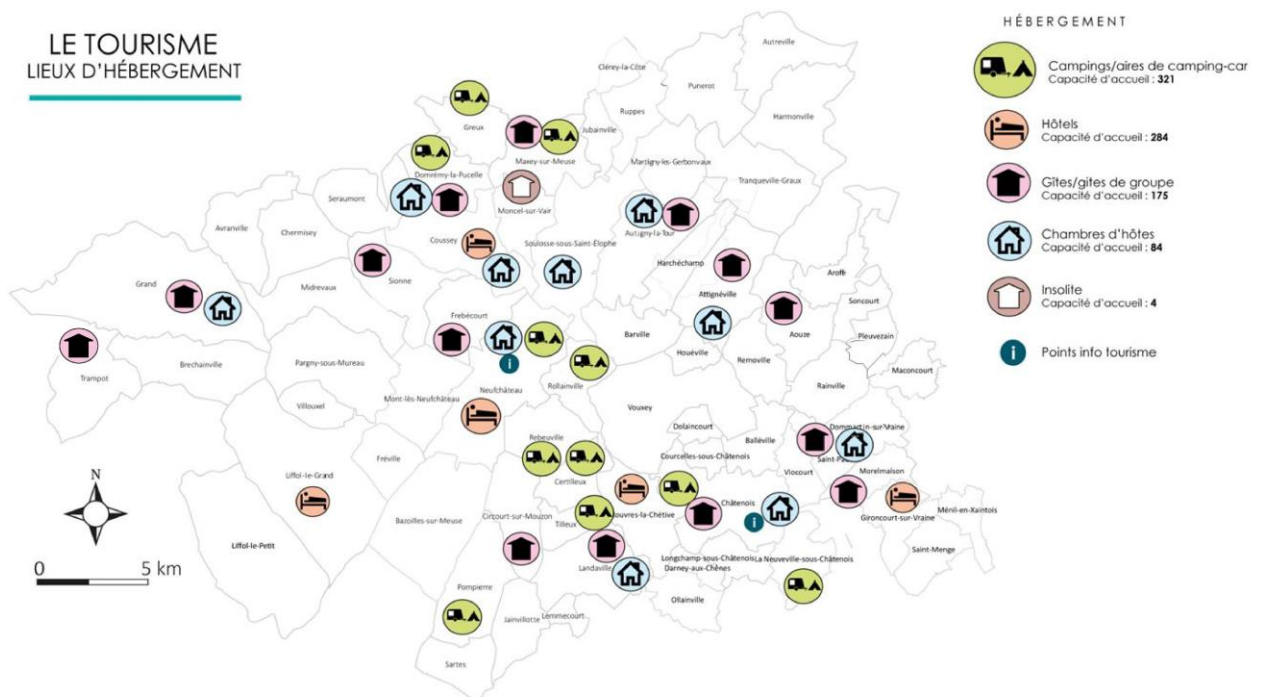 LE TOURISME
LIEUX D'HÉBERGEMENT
HÉBERGEMENT
Campings/aires de camping-car
Capacité d'accueil : 321
Hôtels
Capacité d'accueil : 284
Gîtes/gites de groupe
Capacité d'accueil : 175
Chambres d'hôtes
Capacité d'accueil : 84
Insolite
Capacité d'accueil : 4
i Points info tourisme
Autreville
Clérey-la-Côte
Punerot
Ruppes
Harmonville
Greux
Jubainville
Maxey-sur-Meuse
Martigny-les-Gerbonvaux
Domrémy-la-Pucelle
Tranqueville-Graux
Seraumont
Moncel-sur-Vair
Avranville
Chermisey
Coussey
Soulosse-sous-Saint-Élophe
Autigny-la-Tour
Harchéchamp
Aroffe
Grand
Midrevaux
Sionne
Attignéville
Soncourt
Frebécourt
Barville
Aouze
Pleuvezain
Houéville
Removille
Trampot
Brechainville
Pargny-sous-Mureau
i
Maconcourt
Mont-lès-Neufchâteau
Neufchâteau
Rollainville
Rainville
Villouxel
Vouxey
Dolaincourt
Dommartin-sur-Vraine
Rebeuville
Balléville
Courcelles-sous-Châtenois
Fréville
Viocourt
Morelmaison
N
Liffol-le-Grand
Certilleux
Châtenois
Bazoilles-sur-Meuse
Circourt-sur-Mouzon
Tilleux
i
Gironcourt-sur-Vraine
Ménil-en-Xaintois
Liffol-le-Petit
Saint-Menge
Landaville
Longchamp-sous-Châtenois
La Neuveville-sous-Châtenois
Darney-aux-Chênes
0 5 km
Pompierre
Ollainville
Jainvillotte
Lemmecourt
Sartes